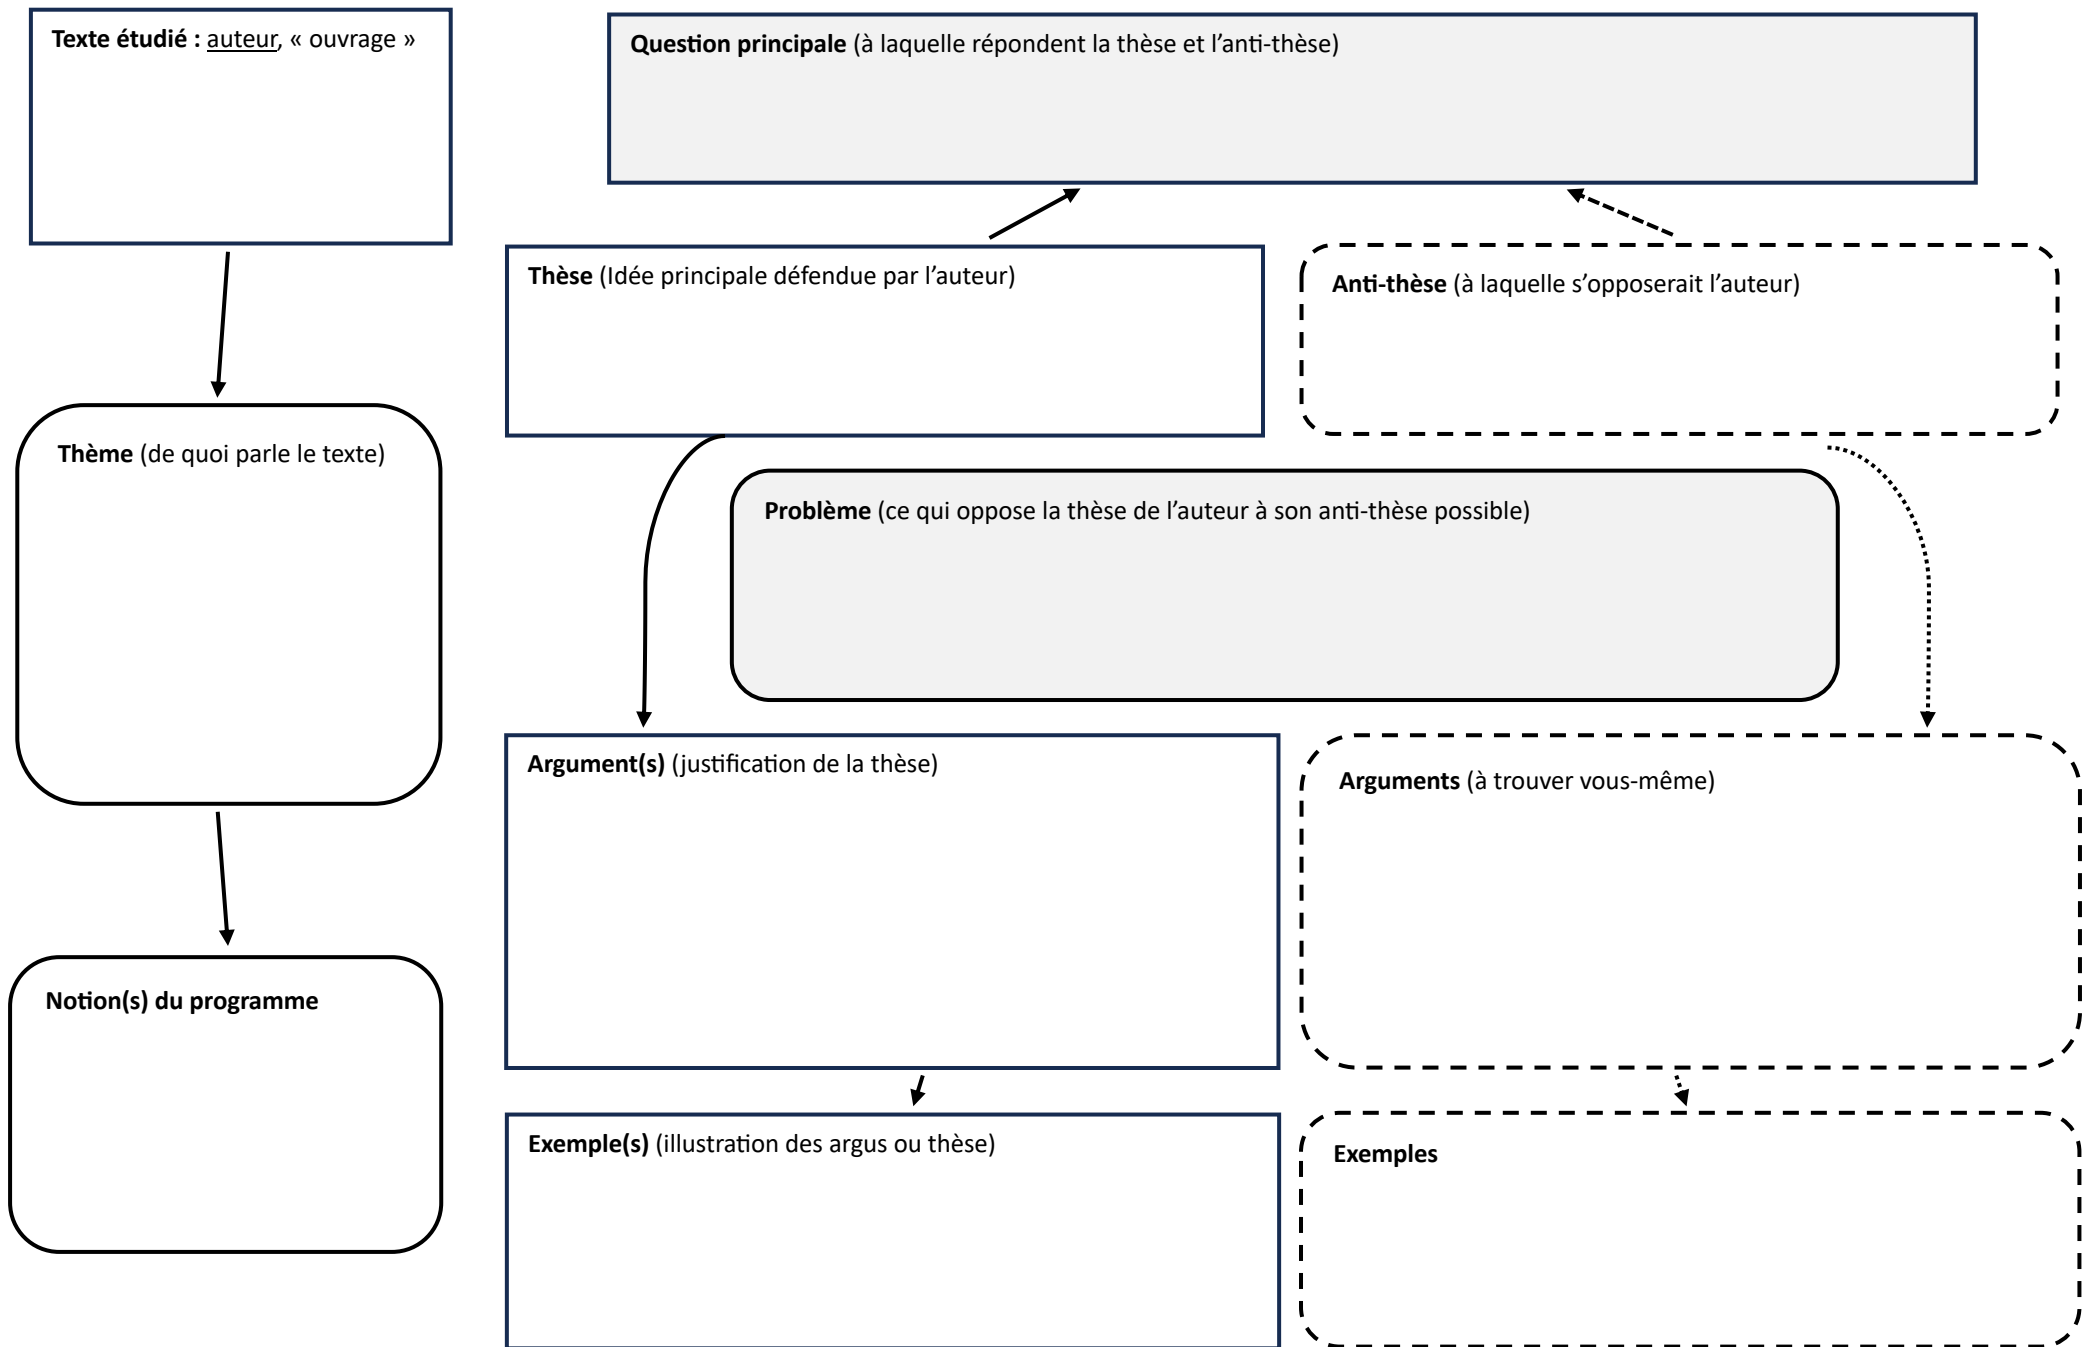 Texte étudié : auteur, « ouvrage »
Question principale (à laquelle répondent la thèse et l’anti-thèse)
Thèse (Idée principale défendue par l’auteur)
Anti-thèse (à laquelle s’opposerait l’auteur)
Thème (de quoi parle le texte)
Problème (ce qui oppose la thèse de l’auteur à son anti-thèse possible)
Argument(s) (justification de la thèse)
Arguments (à trouver vous-même)
Notion(s) du programme
Exemple(s) (illustration des argus ou thèse)
Exemples